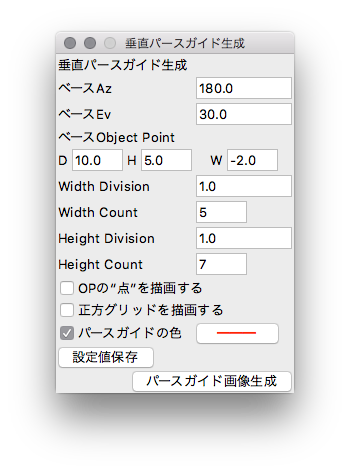 垂直パースガイド生成
垂直パースガイド生成
ベースAz 180.0
ベースEv 30.0
ベースObject Point
D 10.0 H 5.0 W -2.0
Width Division 1.0
Width Count 5
Height Division 1.0
Height Count 7
OPの“点”を描画する
正方グリッドを描画する
パースガイドの色
設定値保存
パースガイド画像生成